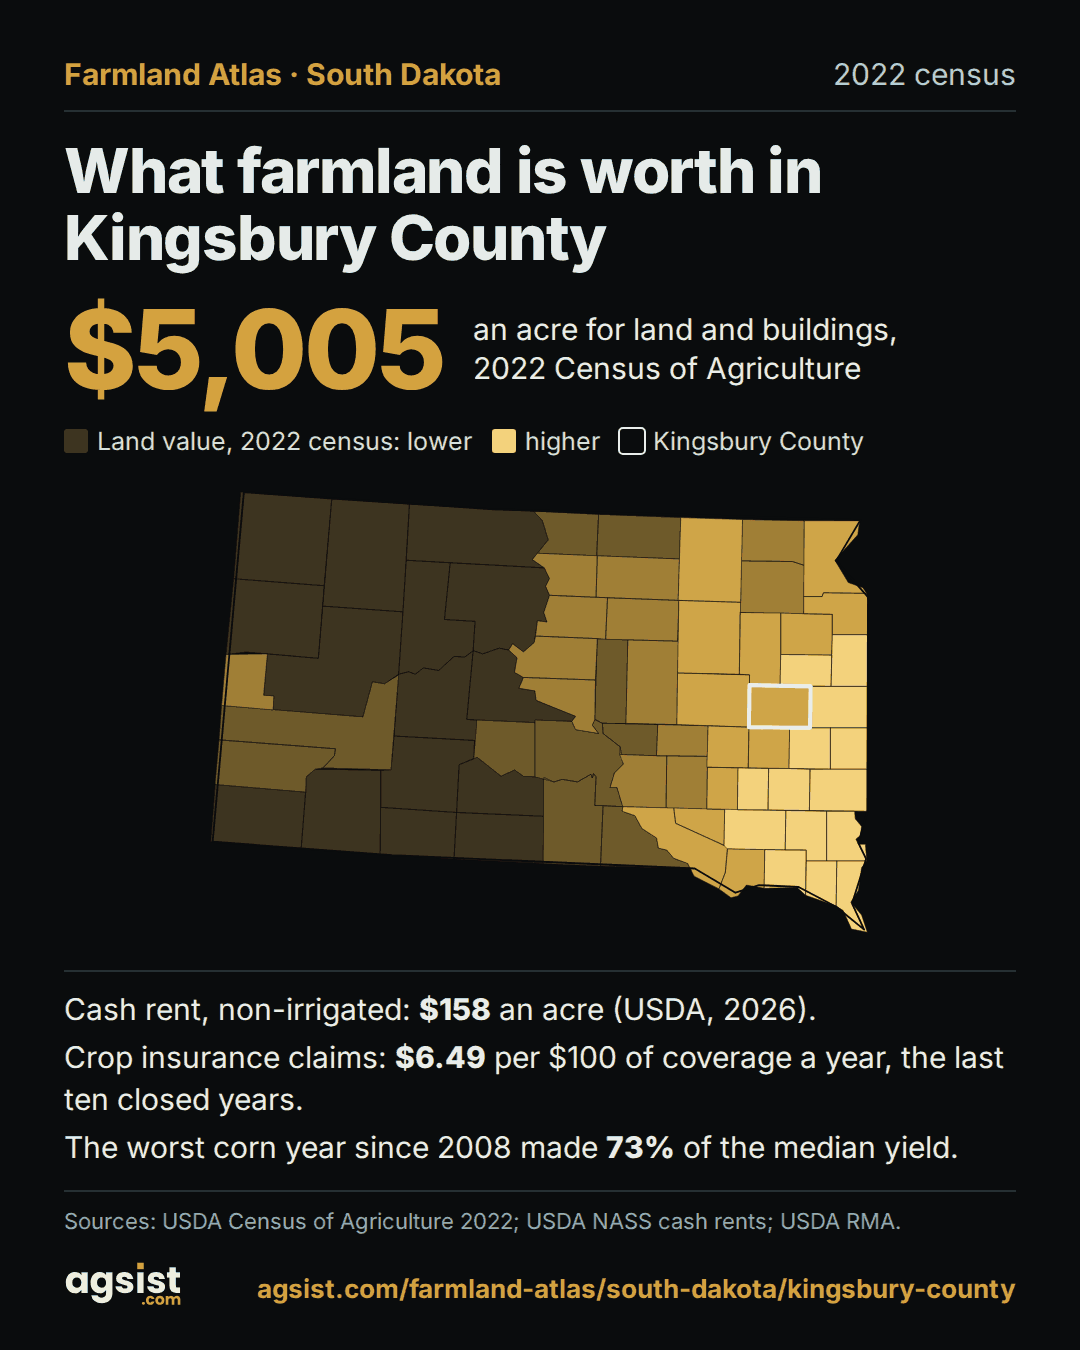 Farmland Atlas · South Dakota
2022 census
What farmland is worth in
Kingsbury County
$5,005
an acre for land and buildings,
2022 Census of Agriculture
Land value, 2022 census: lower
higher
Kingsbury County
Cash rent, non-irrigated: $158 an acre (USDA, 2026).
Crop insurance claims: $6.49 per $100 of coverage a year, the last
ten closed years.
The worst corn year since 2008 made 73% of the median yield.
Sources: USDA Census of Agriculture 2022; USDA NASS cash rents; USDA RMA.
agsist
.com
agsist.com/farmland-atlas/south-dakota/kingsbury-county